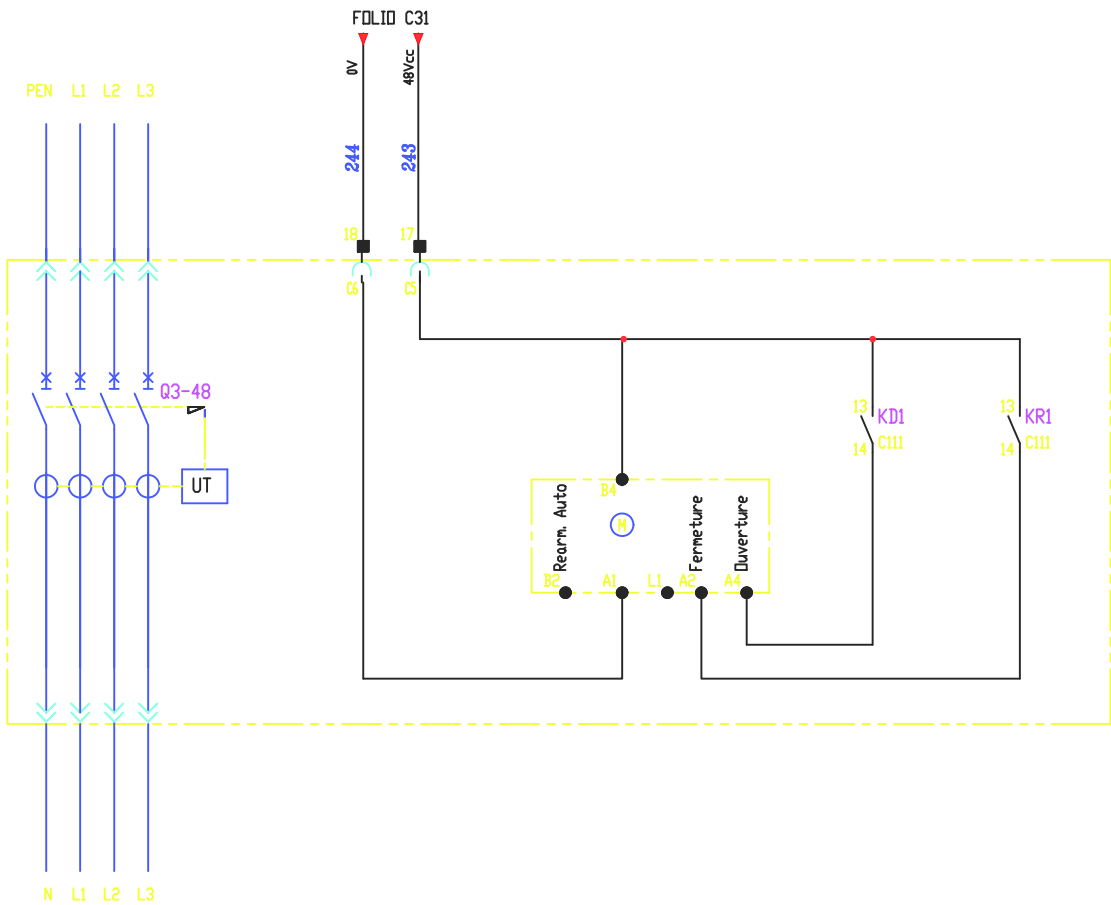 FOLIO C31
0V
48Vcc
PEN L1 L2 L3
244
243
18
17
C6
C5
Q3-48
13
KD1
14
C111
13
KR1
14
C111
UT
B4
M
Rearm. Auto
Fermeture
Ouverture
B2
A1
L1
A2
A4
N L1 L2 L3